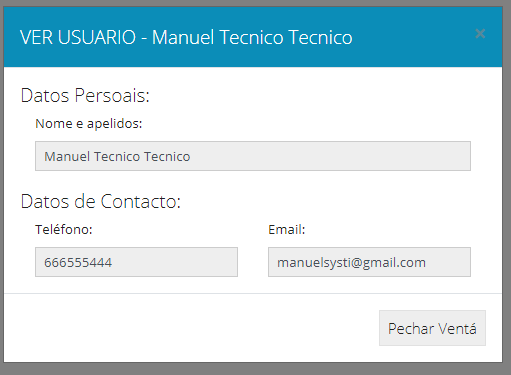 VER USUARIO - Manuel Tecnico Tecnico
×
Datos Persoais:
Nome e apelidos:
Manuel Tecnico Tecnico
Datos de Contacto:
Teléfono: Email:
666555444 manuelsysti@gmail.com
Pechar Ventá